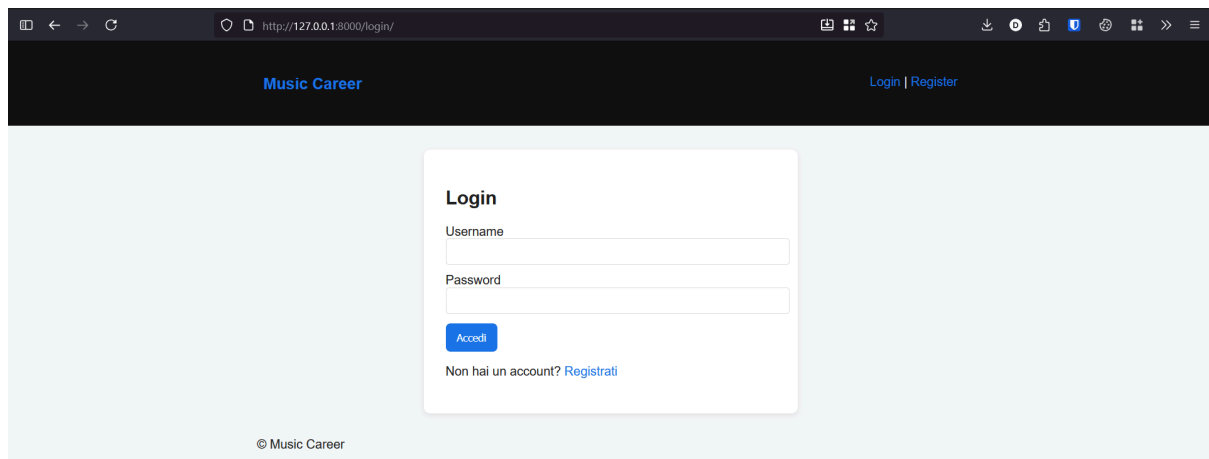 http://127.0.0.1:8000/login/
Music Career
Login | Register
Login
Username
Password
Accedi
Non hai un account? Registrati
© Music Career